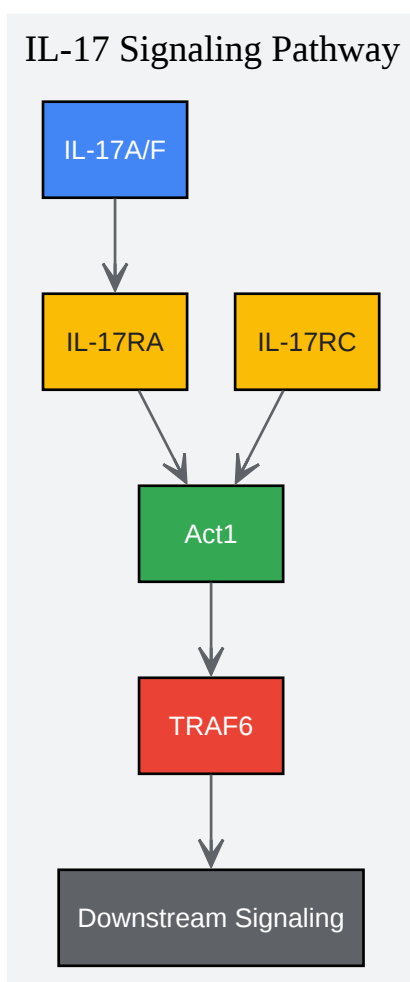 IL-17 Signaling Pathway
IL-17A/F
IL-17RA
IL-17RC
Act1
TRAF6
Downstream Signaling